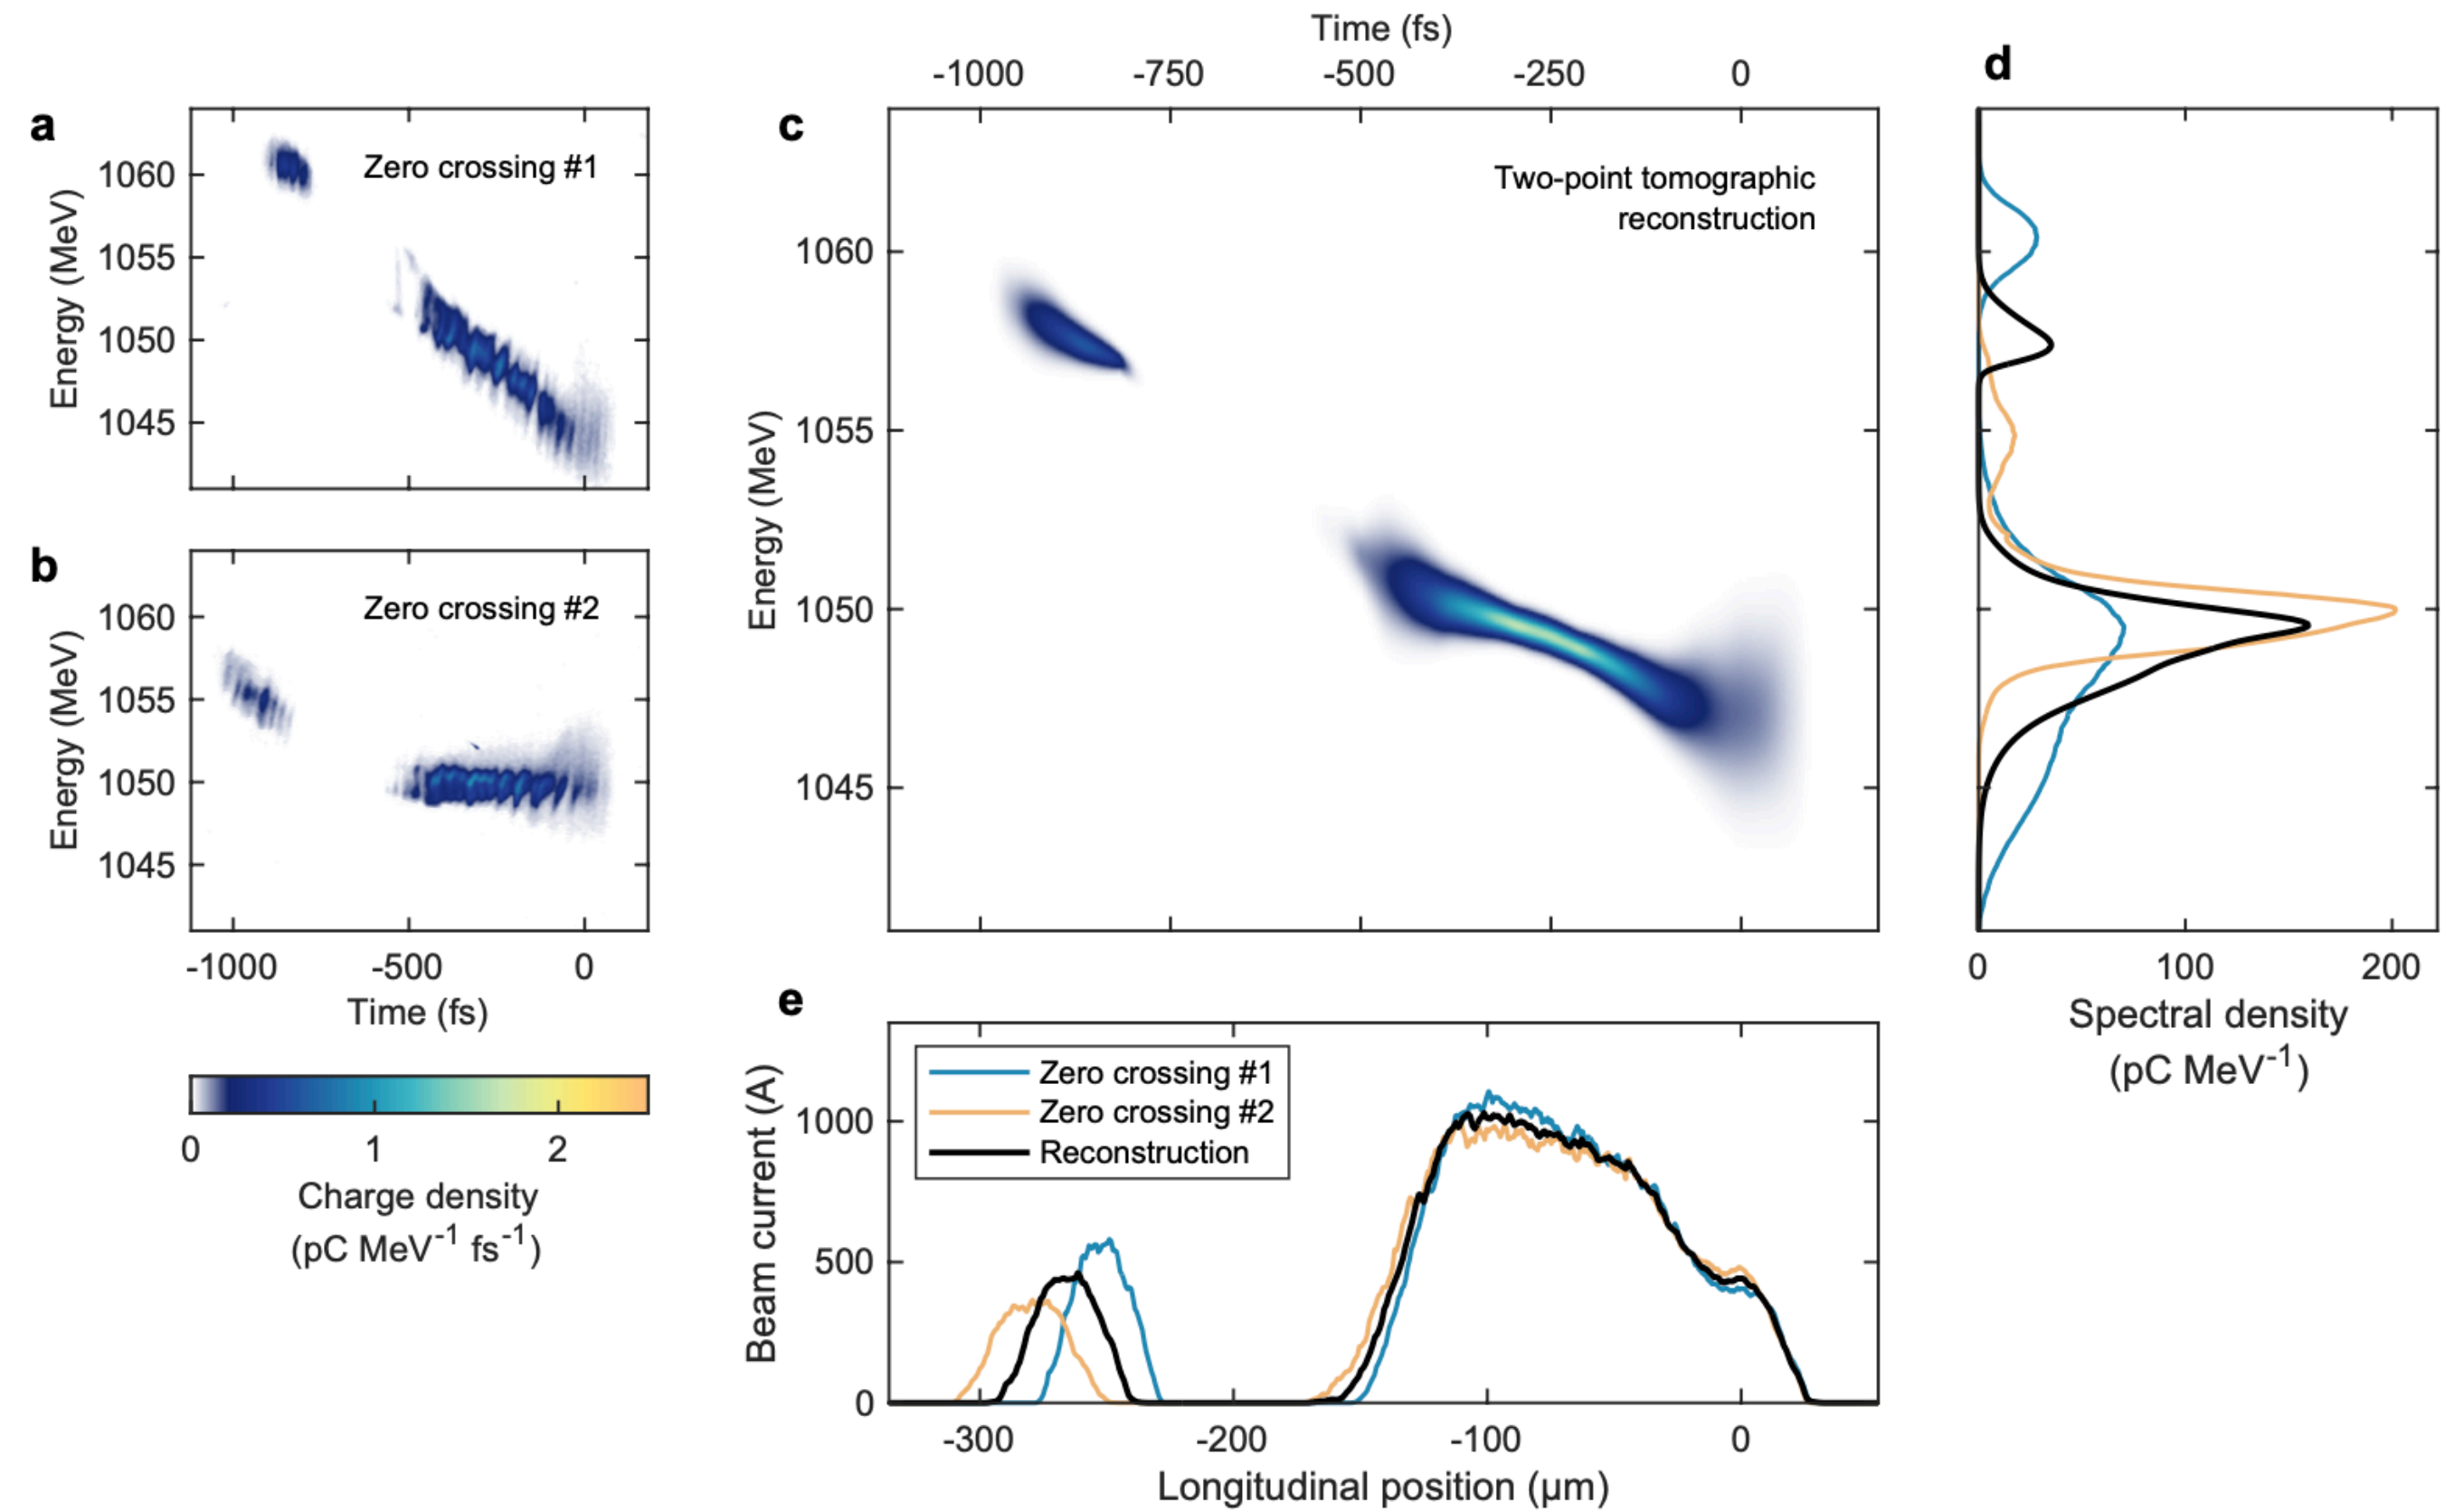 a
1060
1055
1050
1045
Energy (MeV)
Zero crossing #1
b
1060
1055
1050
1045
Energy (MeV)
Zero crossing #2
-1000 -500 0
Time (fs)
0 1 2
Charge density
(pC MeV⁻¹ fs⁻¹)
Time (fs)
-1000 -750 -500 -250 0
c
Two-point tomographic
reconstruction
1060
1055
1050
1045
Energy (MeV)
d
0 100 200
Spectral density
(pC MeV⁻¹)
e
Zero crossing #1
Zero crossing #2
Reconstruction
1000
500
0
Beam current (A)
-300 -200 -100 0
Longitudinal position (μm)